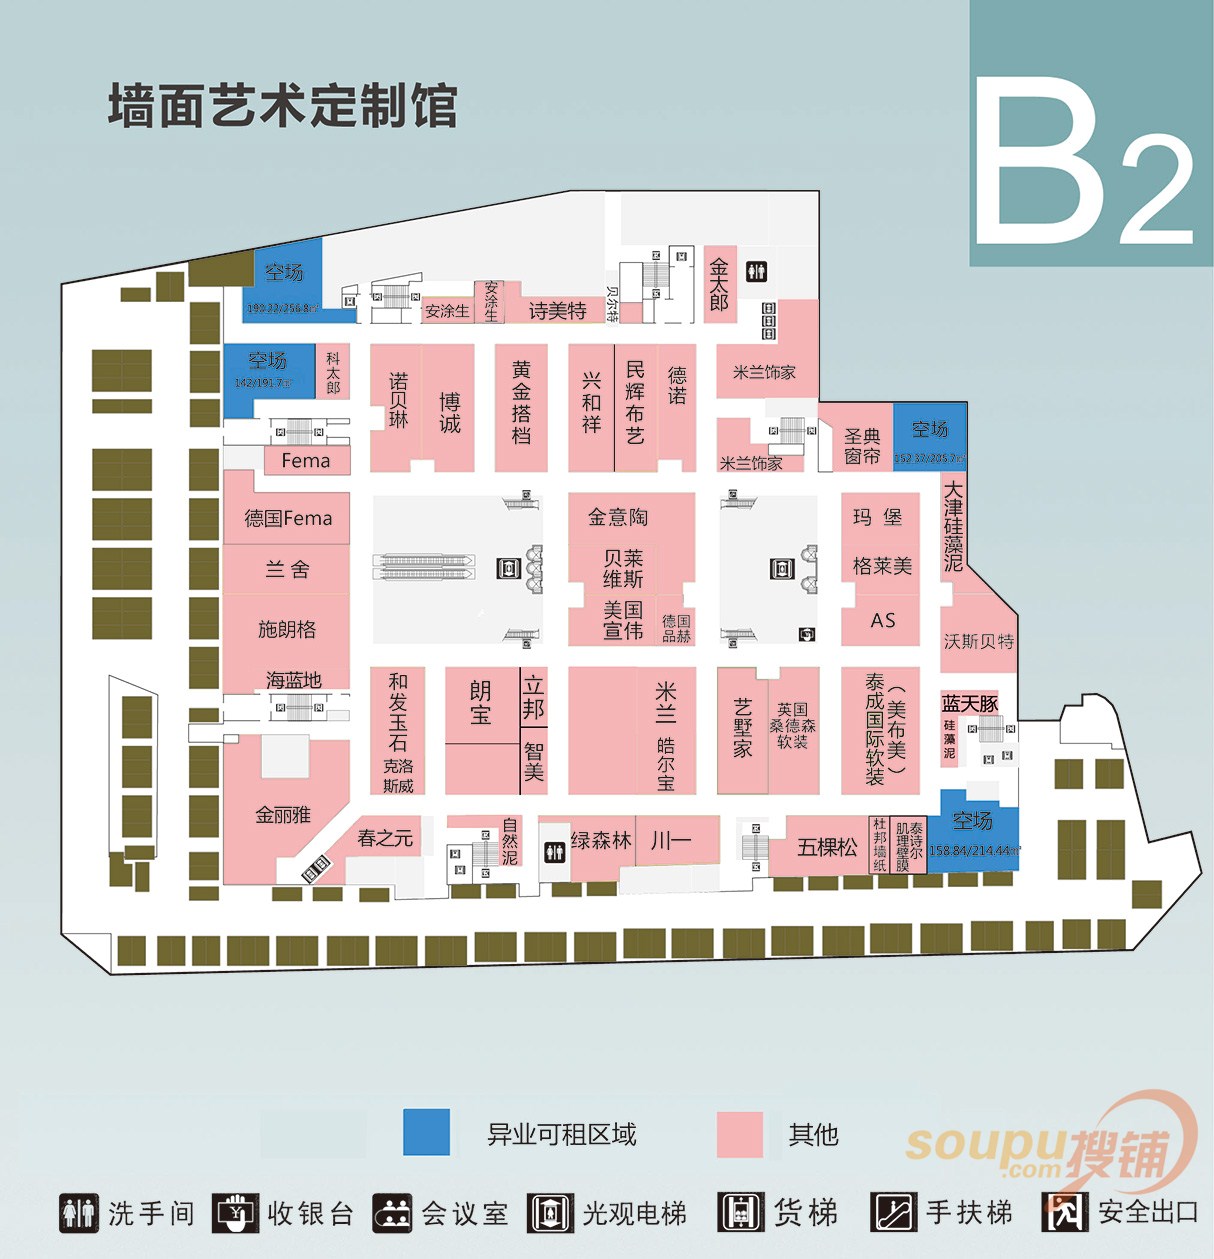 墙面艺术定制馆
B2
空场
192.22/256.8㎡
安涂生
安涂生
诗美特
贝尔特
金太郎
空场
142/191.7㎡
科太郎
诺贝琳
博诚
黄金搭档
兴和祥
民辉布艺
德诺
米兰饰家
米兰饰家
圣典
窗帘
空场
Fema
德国Fema
兰舍
施朗格
海蓝地
金意陶
贝莱
维斯
美国
宣伟
德国
品赫
玛堡
格莱美
AS
大津硅藻泥
沃斯贝特
蓝天豚
硅藻泥
和发玉石
克洛
斯威
朗宝
立邦
智美
米兰
皓尔宝
艺墅家
英国
桑德森
软装
泰成国际软装
（美布美）
金丽雅
春之元
自然泥
绿森林
川一
五棵松
杜邦墙纸
泰诗尔
肌理壁膜
空场
158.84/214.44㎡
异业可租区域
其他
soupu
.com搜铺
洗手间
收银台
会议室
光观电梯
货梯
手扶梯
安全出口